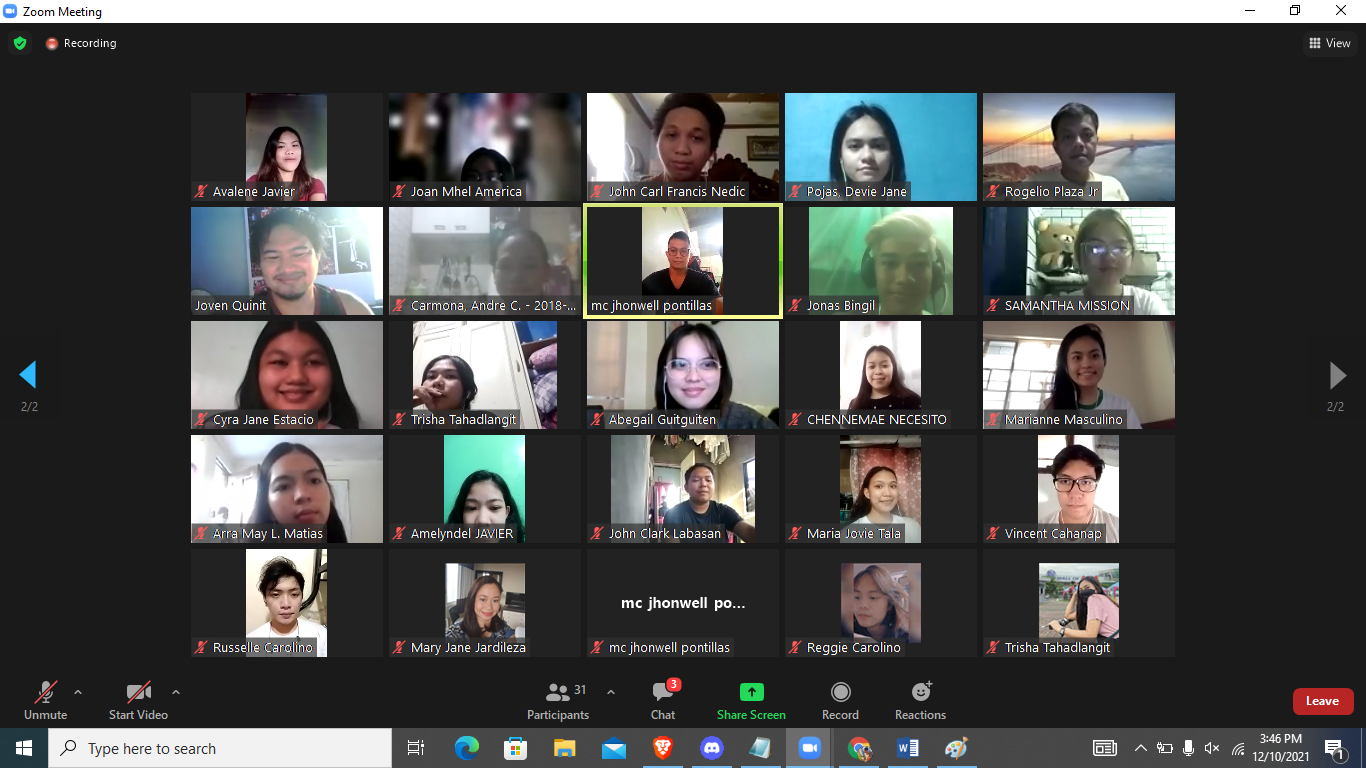 Zoom Meeting
Recording
View
Avalene Javier
Joan Mhel America
John Carl Francis Nedic
Pojas, Devie Jane
Rogelio Plaza Jr
Joven Quinit
Carmona, Andre C. - 2018-...
mc jhonwell pontillas
Jonas Bingil
SAMANTHA MISSION
Cyra Jane Estacio
Trisha Tahadlangit
Abegail Guitguiten
CHENNEMAE NECESITO
Marianne Masculino
2/2
2/2
Arra May L. Matias
Amelyndel JAVIER
John Clark Labasan
Maria Jovie Tala
Vincent Cahanap
mc jhonwell po...
Russelle Carolino
Mary Jane Jardileza
mc jhonwell pontillas
Reggie Carolino
Trisha Tahadlangit
Unmute
Start Video
31
Participants
3
Chat
Share Screen
Record
Reactions
Leave
Type here to search
3:46 PM
12/10/2021
1